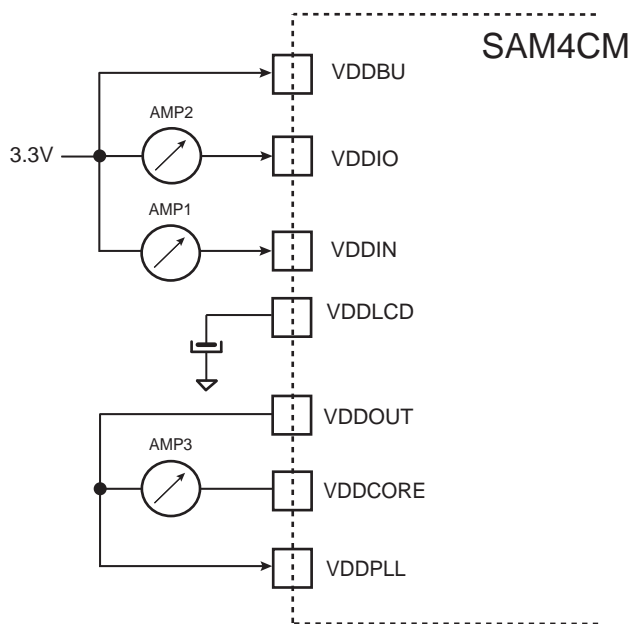 SAM4CM
VDDBU
AMP2
3.3V
VDDIO
AMP1
VDDIN
VDDLCD
VDDOUT
AMP3
VDDCORE
VDDPLL